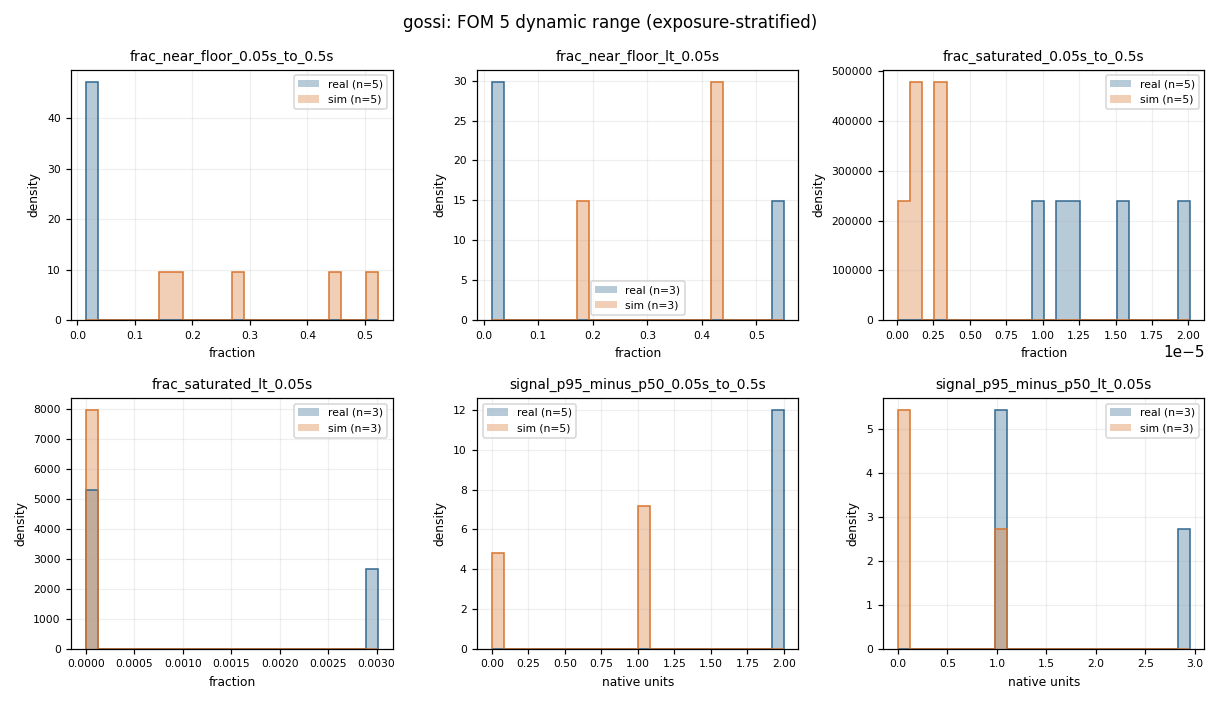 gossi: FOM 5 dynamic range (exposure-stratified)
frac_near_floor_0.05s_to_0.5s
density
40
30
20
10
0
0.0 0.1 0.2 0.3 0.4 0.5
fraction
real (n=5)
sim (n=5)
frac_near_floor_lt_0.05s
density
30
25
20
15
10
5
0
0.0 0.1 0.2 0.3 0.4 0.5
fraction
real (n=3)
sim (n=3)
frac_saturated_0.05s_to_0.5s
density
500000
400000
300000
200000
100000
0
0.00 0.25 0.50 0.75 1.00 1.25 1.50 1.75 2.00
fraction
1e−5
real (n=5)
sim (n=5)
frac_saturated_lt_0.05s
density
8000
7000
6000
5000
4000
3000
2000
1000
0
0.0000 0.0005 0.0010 0.0015 0.0020 0.0025 0.0030
fraction
real (n=3)
sim (n=3)
signal_p95_minus_p50_0.05s_to_0.5s
density
12
10
8
6
4
2
0
0.00 0.25 0.50 0.75 1.00 1.25 1.50 1.75 2.00
native units
real (n=5)
sim (n=5)
signal_p95_minus_p50_lt_0.05s
density
5
4
3
2
1
0
0.0 0.5 1.0 1.5 2.0 2.5 3.0
native units
real (n=3)
sim (n=3)